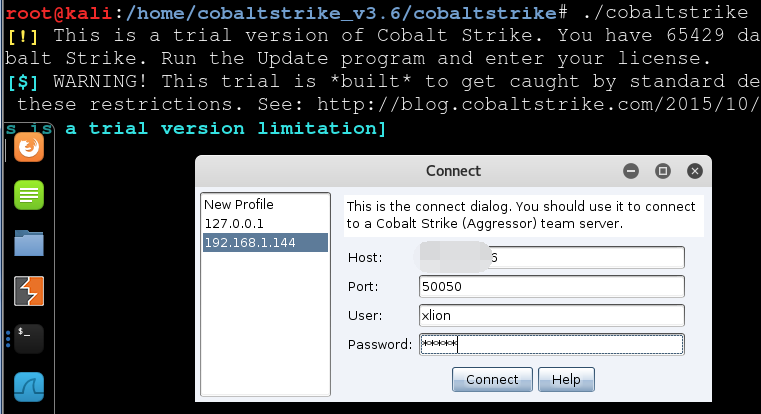 root@kali:/home/cobaltstrike_v3.6/cobaltstrike# ./cobaltstrike
[!] This is a trial version of Cobalt Strike. You have 65429 da
balt Strike. Run the Update program and enter your license.
[$] WARNING! This trial is *built* to get caught by standard de
these restrictions. See: http://blog.cobaltstrike.com/2015/10/
s is a trial version limitation]
Connect
New Profile
127.0.0.1
192.168.1.144
This is the connect dialog. You should use it to connect
to a Cobalt Strike (Aggressor) team server.
Host: 6
Port: 50050
User: xlion
Password: *****
Connect Help
$_